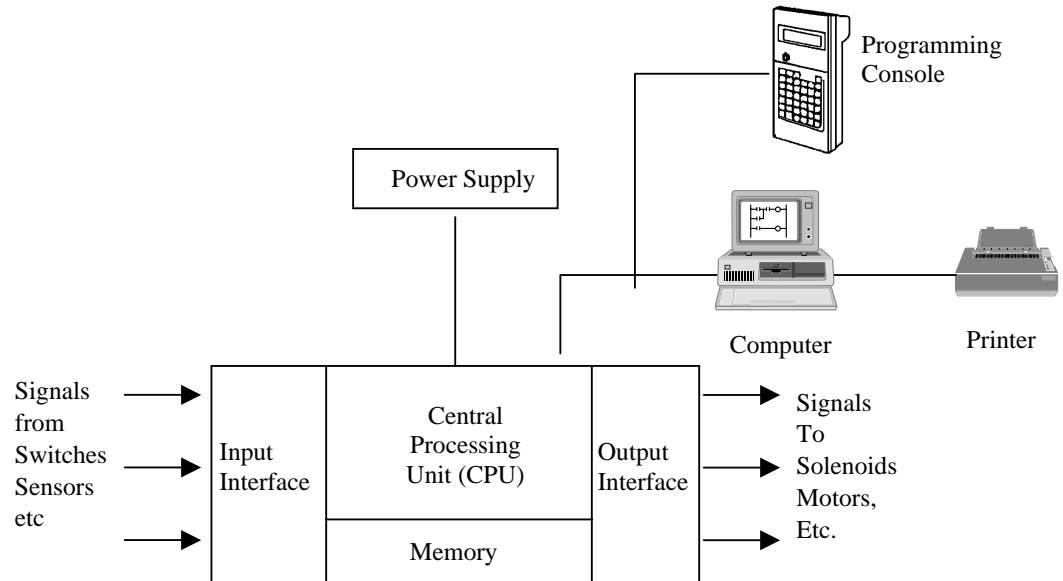 Programming
Console
Power Supply
Computer
Printer
Signals
from
Switches
Sensors
etc
Input
Interface
Central
Processing
Unit (CPU)
Memory
Output
Interface
Signals
To
Solenoids
Motors,
Etc.